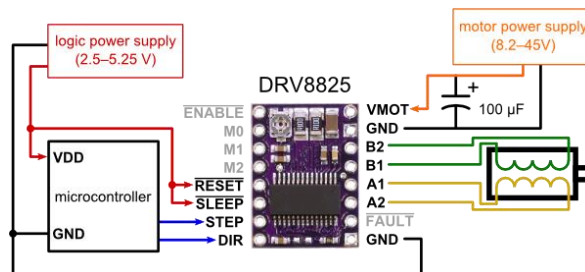 logic power supply
(2.5–5.25 V)
motor power supply
(8.2–45V)
DRV8825
ENABLE
M0
M1
M2
RESET
SLEEP
STEP
DIR
VMOT
GND
B2
B1
A1
A2
FAULT
GND
+
100 µF
VDD
microcontroller
GND